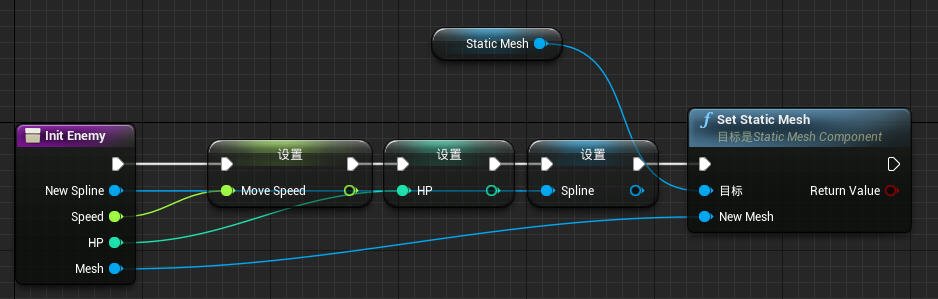 Static Mesh
Init Enemy
New Spline
Speed
HP
Mesh
设置
Move Speed
设置
HP
设置
Spline
Set Static Mesh
目标是Static Mesh Component
目标
Return Value
New Mesh